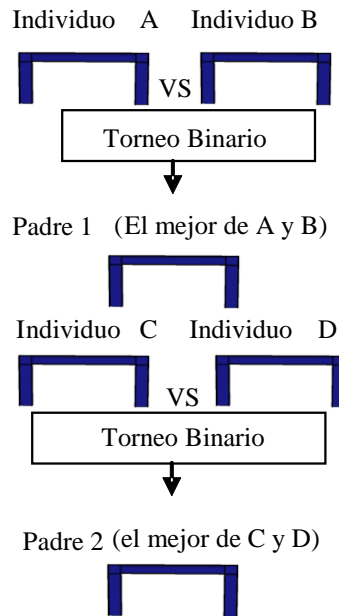 Individuo A Individuo B
VS
Torneo Binario
Padre 1 (El mejor de A y B)
Individuo C Individuo D
VS
Torneo Binario
Padre 2 (el mejor de C y D)